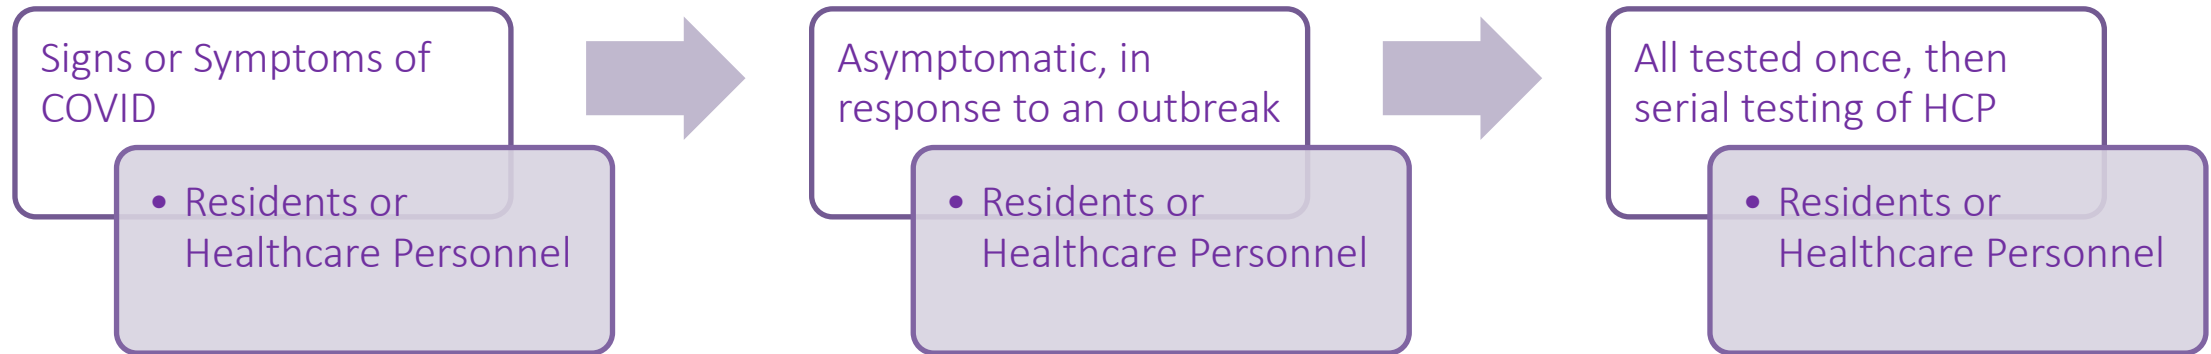 Signs or Symptoms of
COVID
• Residents or
Healthcare Personnel
Asymptomatic, in
response to an outbreak
• Residents or
Healthcare Personnel
All tested once, then
serial testing of HCP
• Residents or
Healthcare Personnel